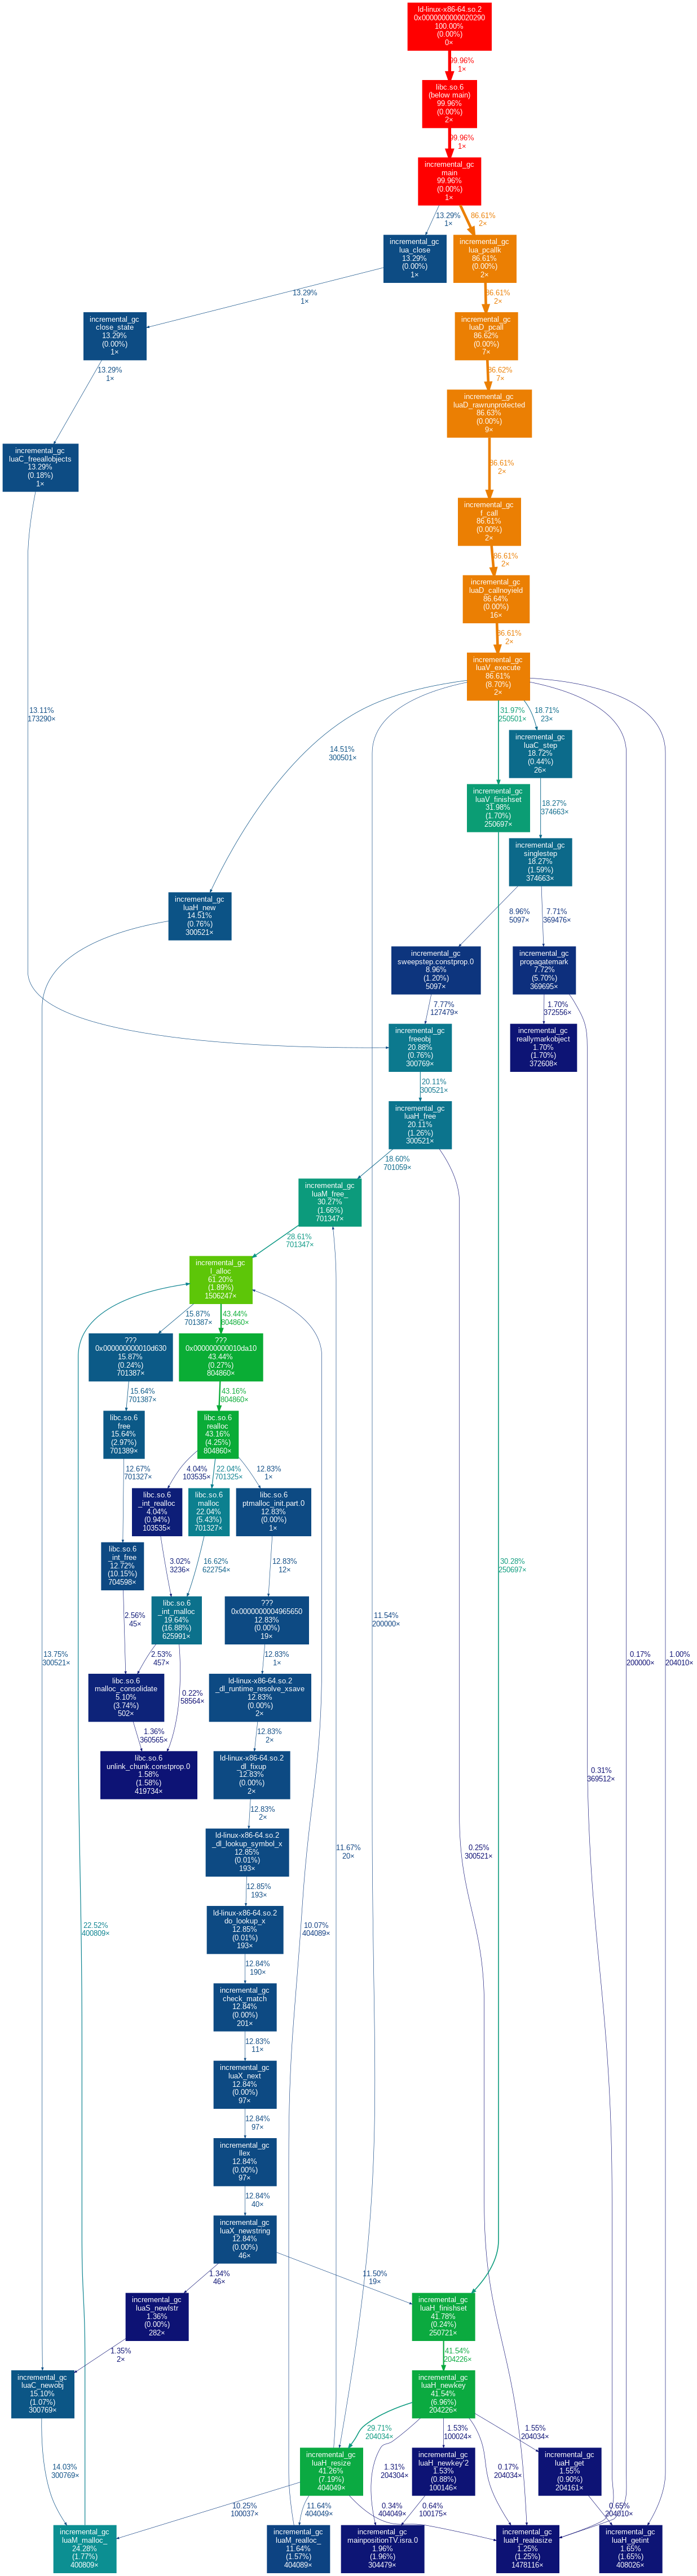 ld-linux-x86-64.so.2
0x0000000000020290
100.00%
(0.00%)
0×
99.96%
1×
libc.so.6
(below main)
99.96%
(0.00%)
2×
99.96%
1×
incremental_gc
main
99.96%
(0.00%)
1×
13.29%
1×
86.61%
2×
incremental_gc
lua_close
13.29%
(0.00%)
1×
incremental_gc
lua_pcallk
86.61%
(0.00%)
2×
13.29%
1×
86.61%
2×
incremental_gc
close_state
13.29%
(0.00%)
1×
incremental_gc
luaD_pcall
86.62%
(0.00%)
7×
13.29%
1×
86.62%
7×
incremental_gc
luaD_rawrunprotected
86.63%
(0.00%)
9×
incremental_gc
luaC_freeallobjects
13.29%
(0.18%)
1×
86.61%
2×
incremental_gc
f_call
86.61%
(0.00%)
2×
86.61%
2×
incremental_gc
luaD_callnoyield
86.64%
(0.00%)
16×
86.61%
2×
incremental_gc
luaV_execute
86.61%
(8.70%)
2×
13.11%
173290×
14.51%
300501×
31.97%
250501×
18.71%
23×
incremental_gc
luaC_step
18.72%
(0.44%)
26×
incremental_gc
luaV_finishset
31.98%
(1.70%)
250697×
18.27%
374663×
incremental_gc
singlestep
18.27%
(1.59%)
374663×
incremental_gc
luaH_new
14.51%
(0.76%)
300521×
8.96%
5097×
7.71%
369476×
incremental_gc
sweepstep.constprop.0
8.96%
(1.20%)
5097×
incremental_gc
propagatemark
7.72%
(5.70%)
369695×
7.77%
127479×
1.70%
372556×
incremental_gc
freeobj
20.88%
(0.76%)
300769×
incremental_gc
reallymarkobject
1.70%
(1.70%)
372608×
20.11%
300521×
incremental_gc
luaH_free
20.11%
(1.26%)
300521×
18.60%
701059×
incremental_gc
luaM_free_
30.27%
(1.66%)
701347×
28.61%
701347×
incremental_gc
l_alloc
61.20%
(1.89%)
1506247×
15.87%
701387×
43.44%
804860×
???
0x000000000010d630
15.87%
(0.24%)
701387×
???
0x000000000010da10
43.44%
(0.27%)
804860×
15.64%
701387×
43.16%
804860×
libc.so.6
free
15.64%
(2.97%)
701389×
libc.so.6
realloc
43.16%
(4.25%)
804860×
12.67%
701327×
4.04%
103535×
22.04%
701325×
12.83%
1×
libc.so.6
_int_realloc
4.04%
(0.94%)
103535×
libc.so.6
malloc
22.04%
(5.43%)
701327×
libc.so.6
ptmalloc_init.part.0
12.83%
(0.00%)
1×
libc.so.6
_int_free
12.72%
(10.15%)
704598×
3.02%
3236×
16.62%
622754×
12.83%
12×
30.28%
250697×
2.56%
45×
libc.so.6
_int_malloc
19.64%
(16.88%)
625991×
???
0x0000000004965650
12.83%
(0.00%)
19×
11.54%
200000×
13.75%
300521×
2.53%
457×
0.22%
58564×
12.83%
1×
0.17%
200000×
1.00%
204010×
libc.so.6
malloc_consolidate
5.10%
(3.74%)
502×
ld-linux-x86-64.so.2
_dl_runtime_resolve_xsave
12.83%
(0.00%)
2×
1.36%
360565×
12.83%
2×
libc.so.6
unlink_chunk.constprop.0
1.58%
(1.58%)
419734×
ld-linux-x86-64.so.2
_dl_fixup
12.83%
(0.00%)
2×
0.31%
369512×
12.83%
2×
0.25%
300521×
ld-linux-x86-64.so.2
_dl_lookup_symbol_x
12.85%
(0.01%)
193×
11.67%
20×
12.85%
193×
22.52%
400809×
10.07%
404089×
ld-linux-x86-64.so.2
do_lookup_x
12.85%
(0.01%)
193×
12.84%
190×
incremental_gc
check_match
12.84%
(0.00%)
201×
12.83%
11×
incremental_gc
luaX_next
12.84%
(0.00%)
97×
12.84%
97×
incremental_gc
llex
12.84%
(0.00%)
97×
12.84%
40×
incremental_gc
luaX_newstring
12.84%
(0.00%)
46×
1.34%
46×
11.50%
19×
incremental_gc
luaS_newlstr
1.36%
(0.00%)
282×
incremental_gc
luaH_finishset
41.78%
(0.24%)
250721×
1.35%
2×
41.54%
204226×
incremental_gc
luaC_newobj
15.10%
(1.07%)
300769×
incremental_gc
luaH_newkey
41.54%
(6.96%)
204226×
14.03%
300769×
29.71%
204034×
1.31%
204304×
1.53%
100024×
0.17%
204034×
1.55%
204034×
incremental_gc
luaH_resize
41.26%
(7.19%)
404049×
incremental_gc
luaH_newkey'2
1.53%
(0.88%)
100146×
incremental_gc
luaH_get
1.55%
(0.90%)
204161×
10.25%
100037×
11.64%
404049×
0.34%
404049×
0.64%
100175×
0.65%
204010×
incremental_gc
luaM_malloc_
24.28%
(1.77%)
400809×
incremental_gc
luaM_realloc_
11.64%
(1.57%)
404089×
incremental_gc
mainpositionTV.isra.0
1.96%
(1.96%)
304479×
incremental_gc
luaH_realasize
1.25%
(1.25%)
1478116×
incremental_gc
luaH_getint
1.65%
(1.65%)
408026×